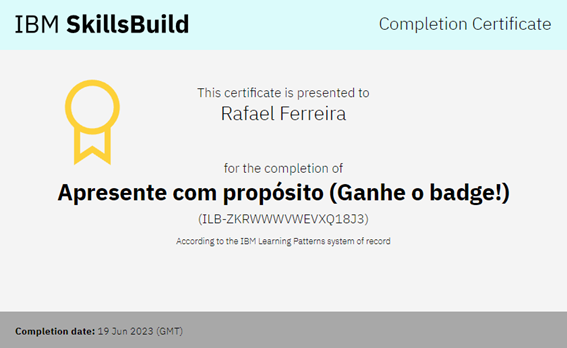 IBM SkillsBuild
Completion Certificate
This certificate is presented to
Rafael Ferreira
for the completion of
Apresente com propósito (Ganhe o badge!)
(ILB-ZKRWWWVWEVXQ18J3)
According to the IBM Learning Patterns system of record
Completion date: 19 Jun 2023 (GMT)